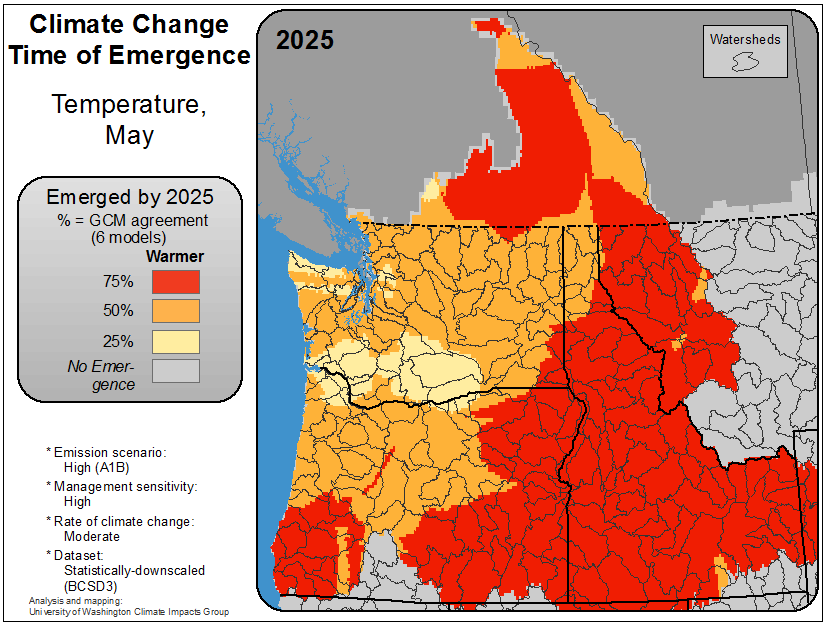 Climate Change
Time of Emergence
Temperature,
May
Emerged by 2025
% = GCM agreement
(6 models)
Warmer
75%
50%
25%
No Emer-
gence
* Emission scenario:
High (A1B)
* Management sensitivity:
High
* Rate of climate change:
Moderate
* Dataset:
Statistically-downscaled
(BCSD3)
Analysis and mapping:
University of Washington Climate Impacts Group
2025
Watersheds